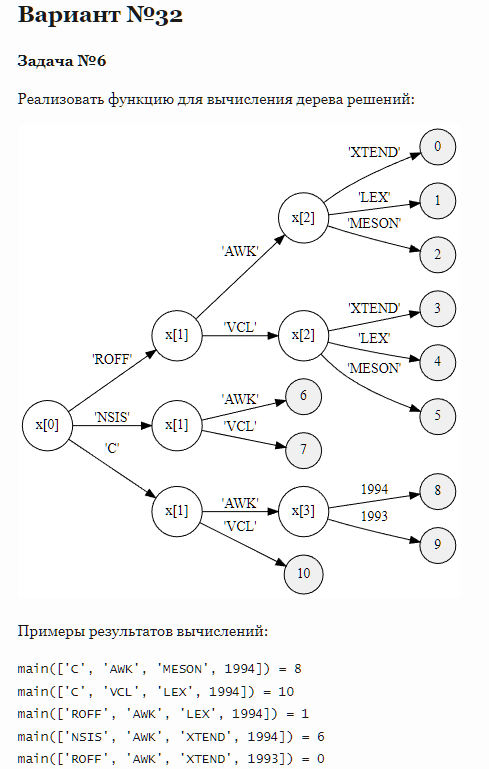 Вариант №32
Задача №6
Реализовать функцию для вычисления дерева решений:
'XTEND'
0
'LEX'
1
x[2]
'MESON'
2
'AWK'
'XTEND'
3
x[1]
'VCL'
x[2]
'LEX'
4
'ROFF'
'MESON'
5
'AWK'
6
x[0]
'NSIS'
x[1]
'VCL'
7
'C'
1994
8
x[1]
'AWK'
x[3]
1993
9
'VCL'
10
Примеры результатов вычислений:
main(['C', 'AWK', 'MESON', 1994]) = 8
main(['C', 'VCL', 'LEX', 1994]) = 10
main(['ROFF', 'AWK', 'LEX', 1994]) = 1
main(['NSIS', 'AWK', 'XTEND', 1994]) = 6
main(['ROFF', 'AWK', 'XTEND', 1993]) = 0